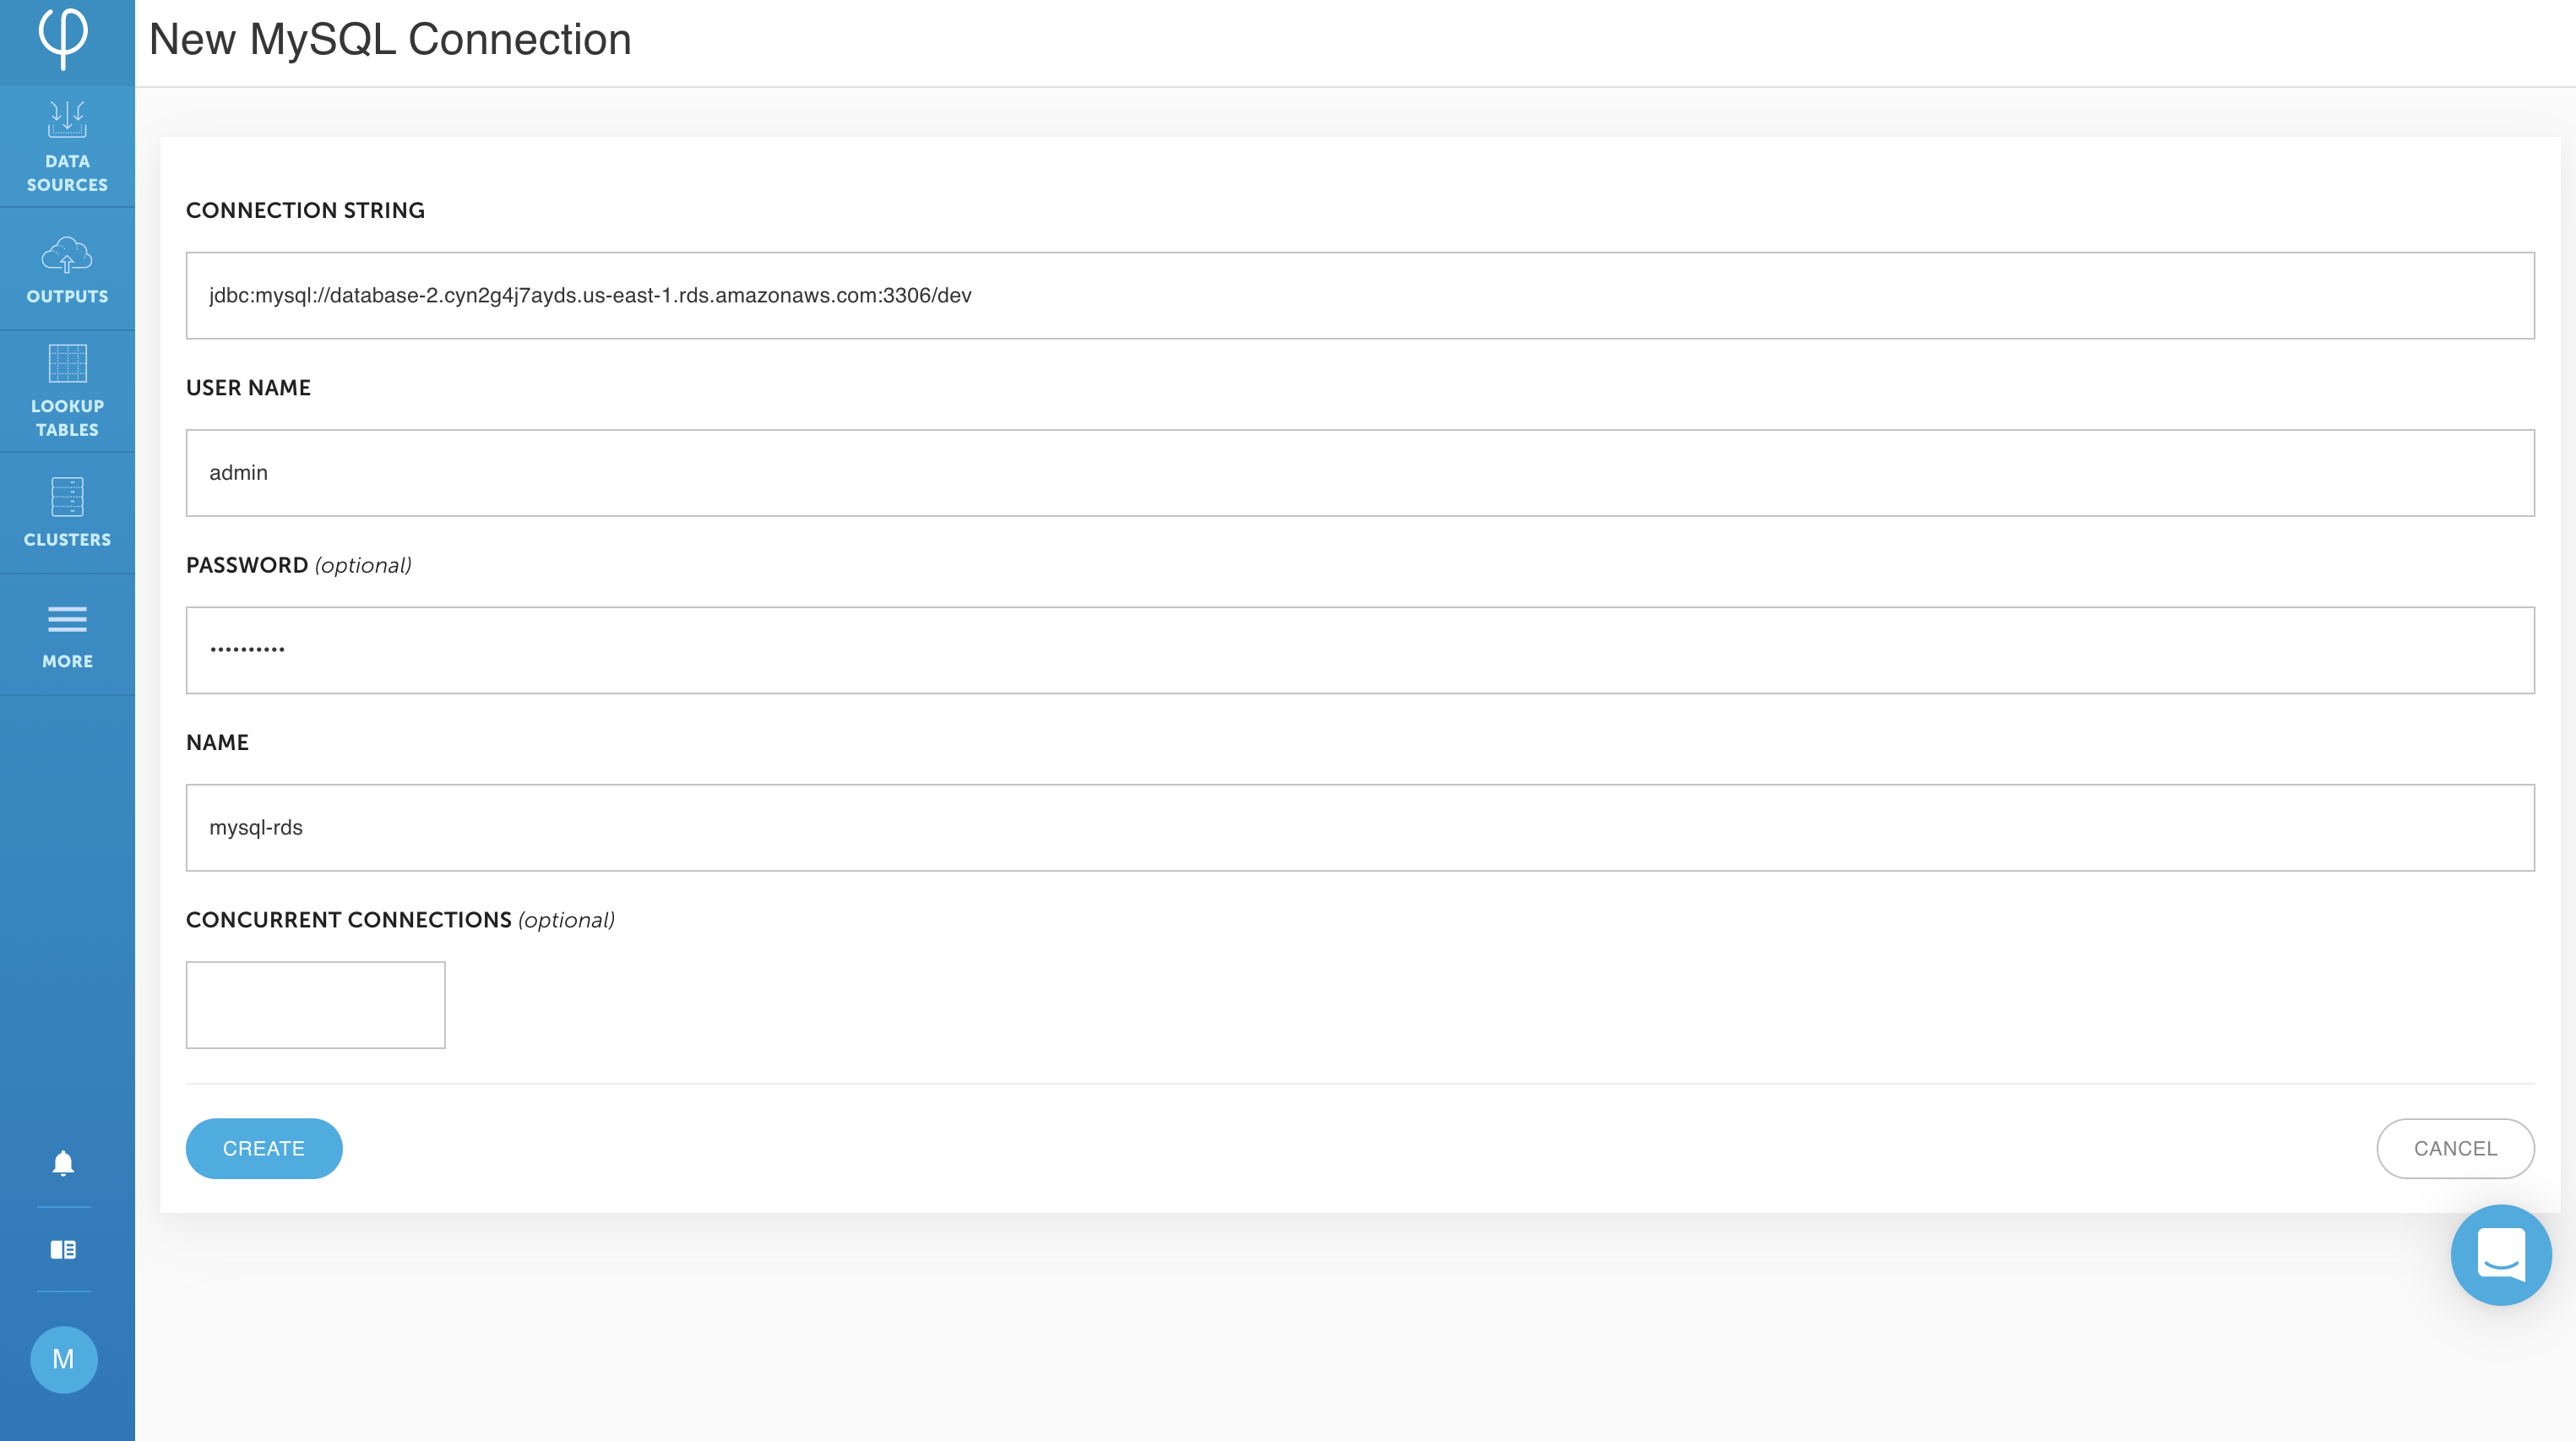 New MySQL Connection
DATA
SOURCES
OUTPUTS
LOOKUP
TABLES
CLUSTERS
MORE
M
CONNECTION STRING
jdbc:mysql://database-2.cyn2g4j7ayds.us-east-1.rds.amazonaws.com:3306/dev
USER NAME
admin
PASSWORD (optional)
••••••••••
NAME
mysql-rds
CONCURRENT CONNECTIONS (optional)
CREATE
CANCEL